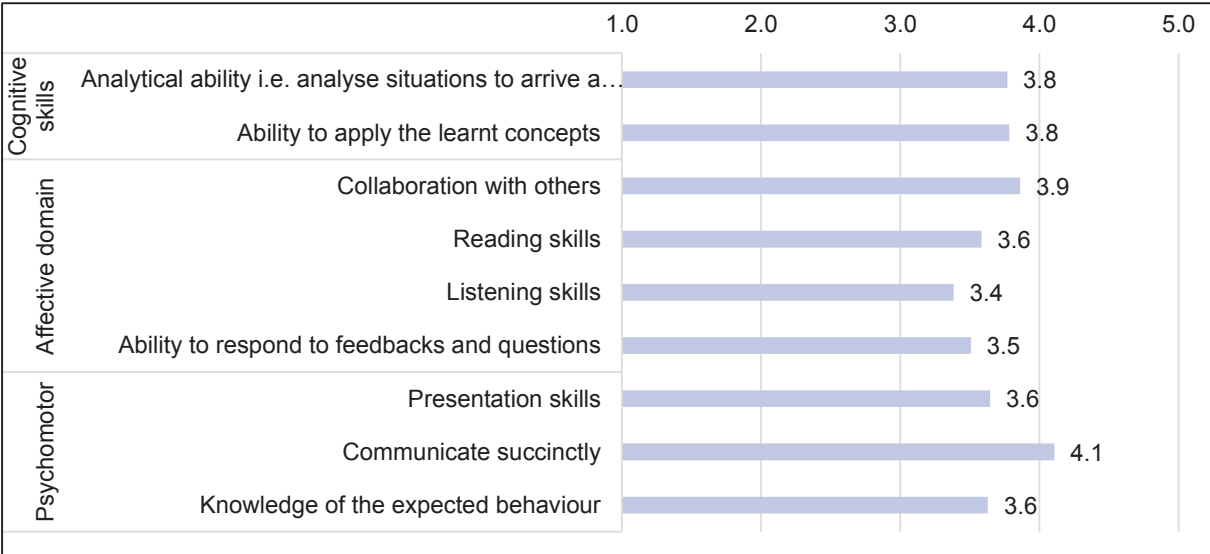 1.0 2.0 3.0 4.0 5.0
Cognitive
skills
Analytical ability i.e. analyse situations to arrive a… 3.8
Ability to apply the learnt concepts 3.8
Affective domain
Collaboration with others 3.9
Reading skills 3.6
Listening skills 3.4
Ability to respond to feedbacks and questions 3.5
Psychomotor
Presentation skills 3.6
Communicate succinctly 4.1
Knowledge of the expected behaviour 3.6